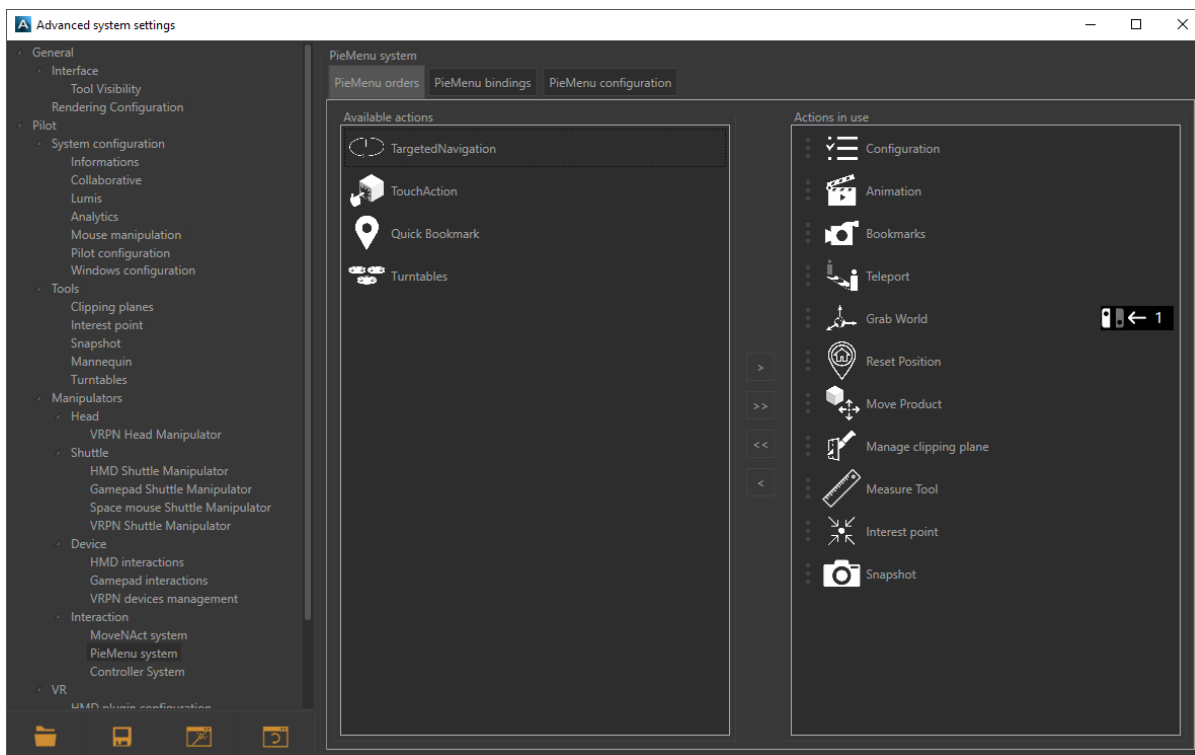 Advanced system settings
General
Interface
Tool Visibility
Rendering Configuration
Pilot
System configuration
Informations
Collaborative
Lumis
Analytics
Mouse manipulation
Pilot configuration
Windows configuration
Tools
Clipping planes
Interest point
Snapshot
Mannequin
Turntables
Manipulators
Head
VRPN Head Manipulator
Shuttle
HMD Shuttle Manipulator
Gamepad Shuttle Manipulator
Space mouse Shuttle Manipulator
VRPN Shuttle Manipulator
Device
HMD interactions
Gamepad interactions
VRPN devices management
Interaction
MoveNAct system
PieMenu system
Controller System
VR
HMD plugin configuration
PieMenu system
PieMenu orders PieMenu bindings PieMenu configuration
Available actions
TargetedNavigation
TouchAction
Quick Bookmark
Turntables
>
>>
<<
<
Actions in use
Configuration
Animation
Bookmarks
Teleport
Grab World ← 1
Reset Position
Move Product
Manage clipping plane
Measure Tool
Interest point
Snapshot